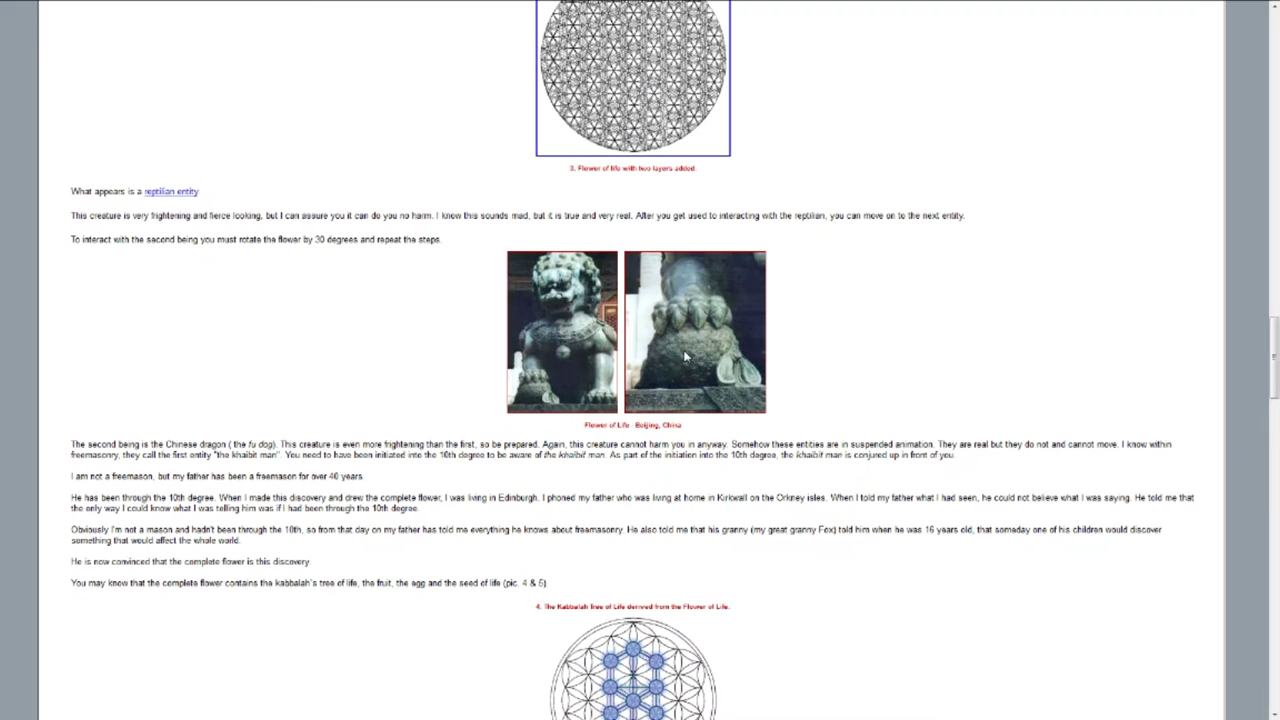 3. Flower of life with two layers added.
What appears is a reptilian entity
This creature is very frightening and fierce looking, but I can assure you it can do you no harm. I know this sounds mad, but it is true and very real. After you get used to interacting with the reptilian, you can move on to the next entity.
To interact with the second being you must rotate the flower by 30 degrees and repeat the steps.
Flower of Life - Beijing, China
The second being is the Chinese dragon ( the fu dog). This creature is even more frightening than the first, so be prepared. Again, this creature cannot harm you in anyway. Somehow these entities are in suspended animation. They are real but they do not and cannot move. I know within
freemasonry, they call the first entity "the khaibit man". You need to have been initiated into the 10th degree to be aware of the khaibit man. As part of the initiation into the 10th degree, the khaibit man is conjured up in front of you.
I am not a freemason, but my father has been a freemason for over 40 years
He has been through the 10th degree. When I made this discovery and drew the complete flower, I was living in Edinburgh. I phoned my father who was living at home in Kirkwall on the Orkney isles. When I told my father what I had seen, he could not believe what I was saying. He told me that
the only way I could know what I was telling him was if I had been through the 10th degree.
Obviously I'm not a mason and hadn't been through the 10th, so from that day on my father has told me everything he knows about freemasonry. He also told me that his granny (my great granny Fox) told him when he was 16 years old, that someday one of his children would discover
something that would affect the whole world.
He is now convinced that the complete flower is this discovery.
You may know that the complete flower contains the kabbalah's tree of life, the fruit, the egg and the seed of life (pic. 4 & 5)
4. The Kabbalah Tree of Life derived from the Flower of Life.